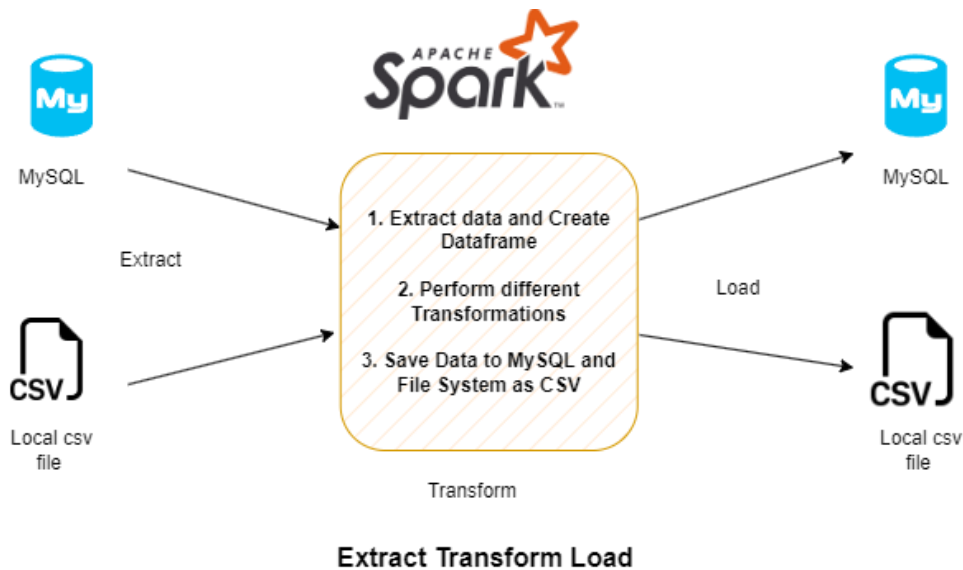 APACHE
Spark
TM
My
MySQL
Extract
CSV
Local csv
file
1. Extract data and Create
Dataframe
2. Perform different
Transformations
3. Save Data to MySQL and
File System as CSV
Transform
My
MySQL
Load
CSV
Local csv
file
Extract Transform Load